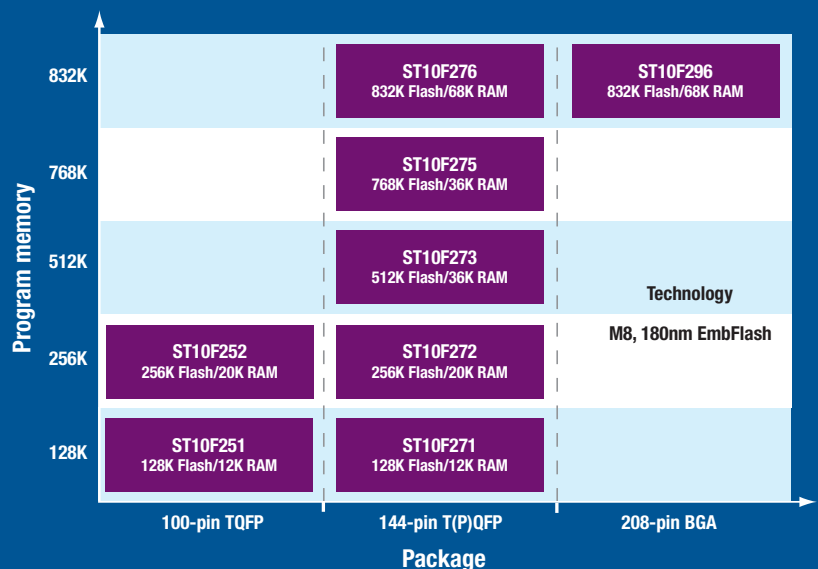 Program memory
832K
ST10F276
832K Flash/68K RAM
ST10F296
832K Flash/68K RAM
768K
ST10F275
768K Flash/36K RAM
512K
ST10F273
512K Flash/36K RAM
Technology
M8, 180nm EmbFlash
256K
ST10F252
256K Flash/20K RAM
ST10F272
256K Flash/20K RAM
128K
ST10F251
128K Flash/12K RAM
ST10F271
128K Flash/12K RAM
100-pin TQFP
144-pin T(P)QFP
208-pin BGA
Package